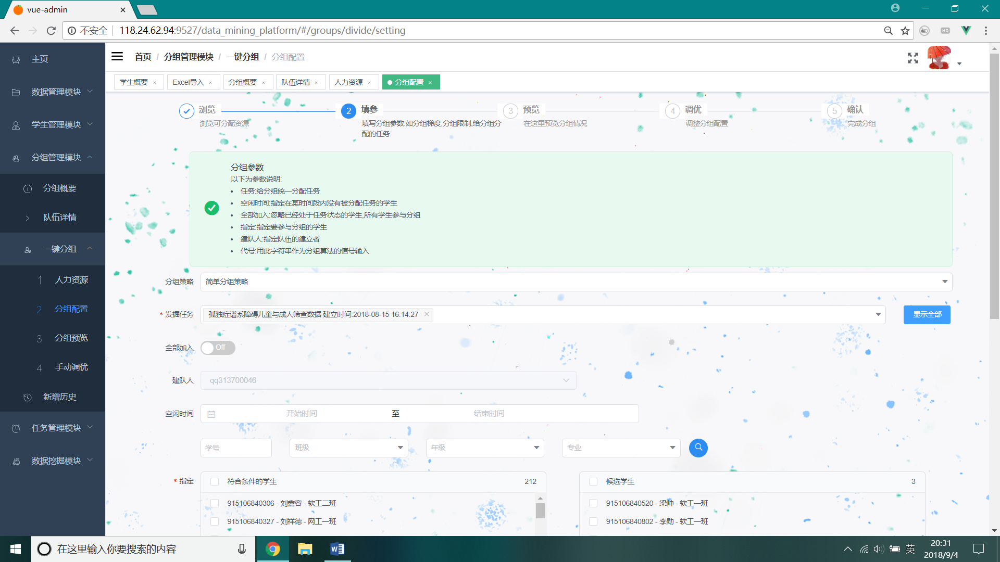 vue-admin
不安全 118.24.62.94:9527/data_mining_platform/#/groups/divide/setting
主页
数据管理模块
学生管理模块
分组管理模块
分组概要
队伍详情
一键分组
1 人力资源
2 分组配置
3 分组预览
4 手动调优
新增历史
任务管理模块
数据挖掘模块
首页 / 分组管理模块 / 一键分组 / 分组配置
学生概要 × Excel导入 × 分组概要 × 队伍详情 × 人力资源 × 分组配置 ×
浏览
浏览可分配资源
2 填参
填写分组参数:如分组梯度,分组限制,给分组分
配的任务
3 预览
在这里预览分组情况
4 调优
调整分组配置
5 确认
完成分组
分组参数
以下为参数说明:
• 任务:给分组统一分配任务
• 空闲时间:指定在某时间段内没有被分配任务的学生
• 全部加入:忽略已经处于任务状态的学生,所有学生参与分组
• 指定:指定要参与分组的学生
• 建队人:指定队伍的建立者
• 代号:用此字符串作为分组算法的信号输入
分组策略 简单分组策略
* 发掘任务 孤独症谱系障碍儿童与成人筛查数据 建立时间:2018-08-15 16:14:27 × 显示全部
全部加入 Off
建队人 qq313700046
空闲时间 开始时间 至 结束时间
学号 班级 年级 专业
* 指定 符合条件的学生 212
915106840306 - 刘鑫容 - 软工二班
915106840327 - 刘祥德 - 网工一班
候选学生 3
915106840520 - 梁帅 - 软工一班
915106840802 - 李勋 - 软工一班
在这里输入你要搜索的内容
英
20:31
2018/9/4